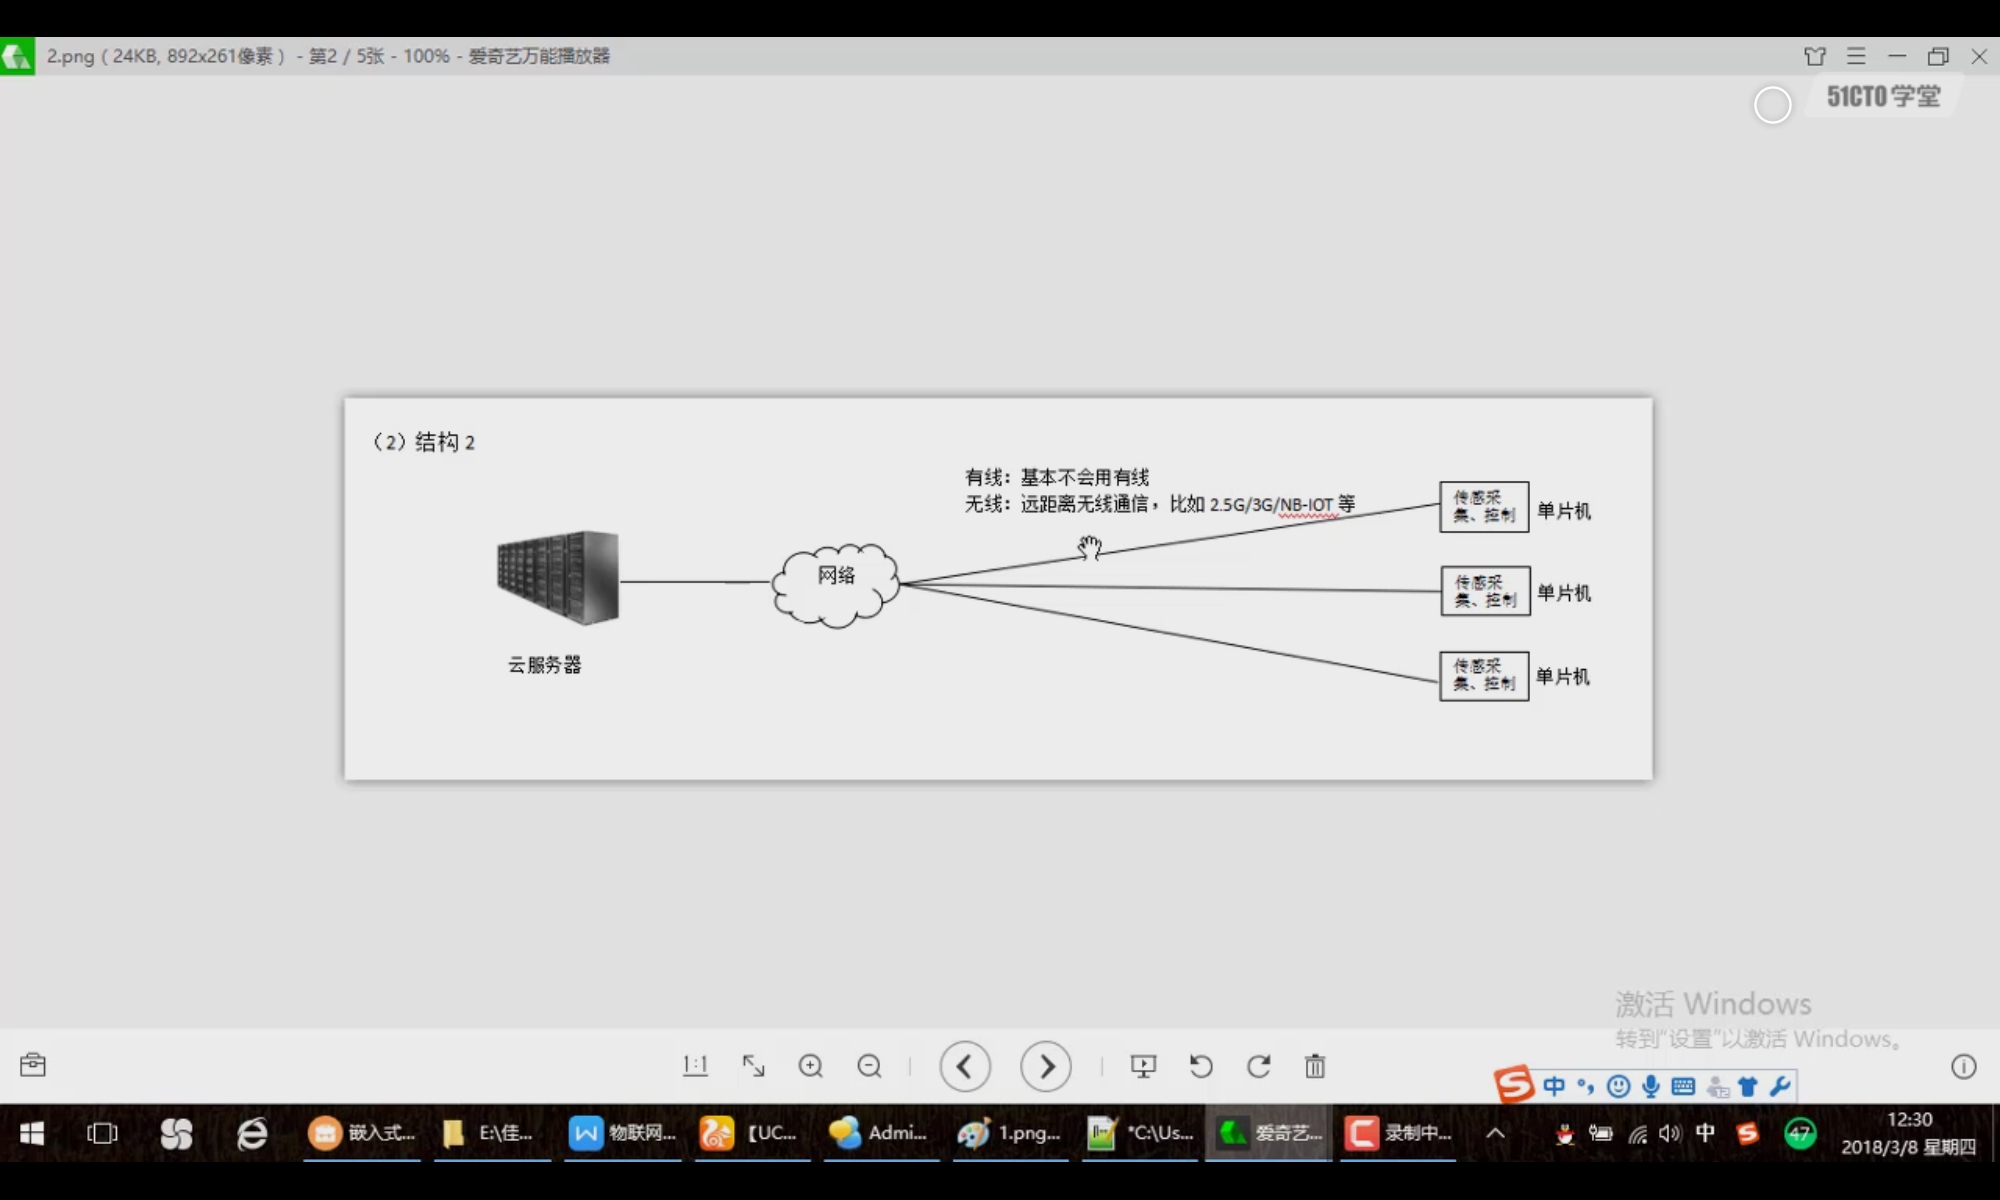 2.png ( 24KB, 892x261像素 ) - 第2 / 5张 - 100% - 爱奇艺万能播放器
51CTO学堂
（2）结构 2
有线：基本不会用有线
无线：远距离无线通信，比如 2.5G/3G/NB-IOT 等
传感采
集、控制
单片机
网络
传感采
集、控制
单片机
云服务器
传感采
集、控制
单片机
激活 Windows
转到"设置"以激活 Windows。
1:1
中
嵌入式...
E:\佳...
物联网...
【UC...
Admi...
1.png...
*C:\Us...
爱奇艺...
录制中...
中
47
12:30
2018/3/8 星期四